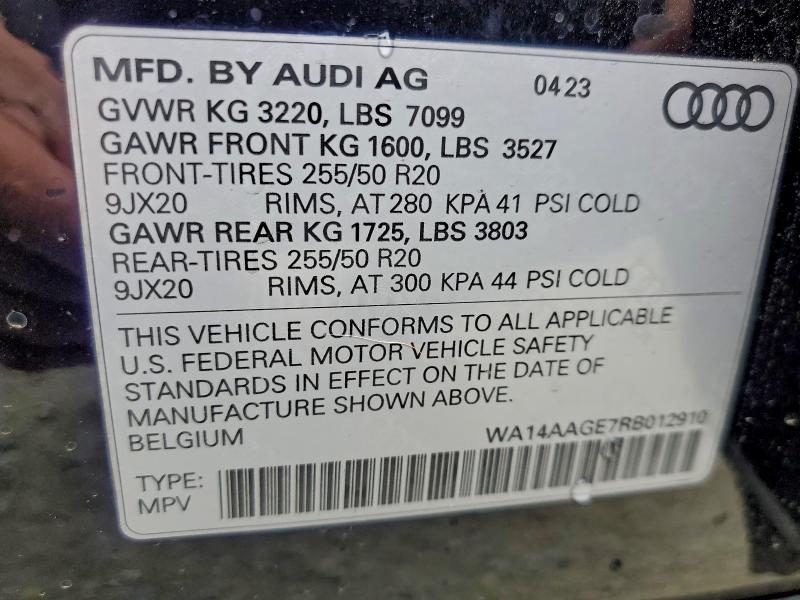 MFD. BY AUDI AG 0423
GVWR KG 3220, LBS 7099
GAWR FRONT KG 1600, LBS 3527
FRONT-TIRES 255/50 R20
9JX20 RIMS, AT 280 KPA 41 PSI COLD
GAWR REAR KG 1725, LBS 3803
REAR-TIRES 255/50 R20
9JX20 RIMS, AT 300 KPA 44 PSI COLD
THIS VEHICLE CONFORMS TO ALL APPLICABLE
U.S. FEDERAL MOTOR VEHICLE SAFETY
STANDARDS IN EFFECT ON THE DATE OF
MANUFACTURE SHOWN ABOVE.
BELGIUM WA14AAGE7RB012910
TYPE:
MPV